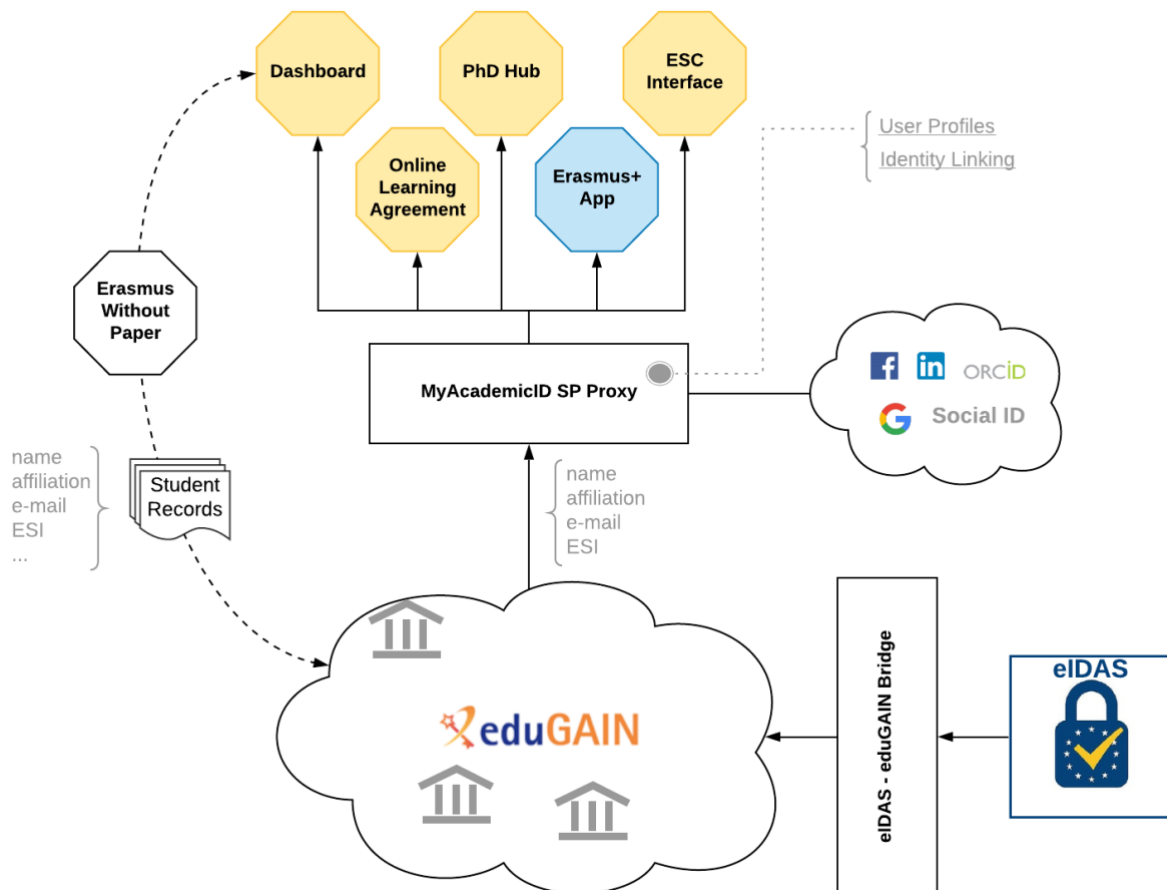 Dashboard
PhD Hub
ESC
Interface
User Profiles
Identity Linking
Online
Learning
Agreement
Erasmus+
App
Erasmus
Without
Paper
MyAcademicID SP Proxy
f
in
ORCiD
G
Social ID
name
affiliation
e-mail
ESI
...
Student
Records
name
affiliation
e-mail
ESI
eduGAIN
eIDAS - eduGAIN Bridge
eIDAS